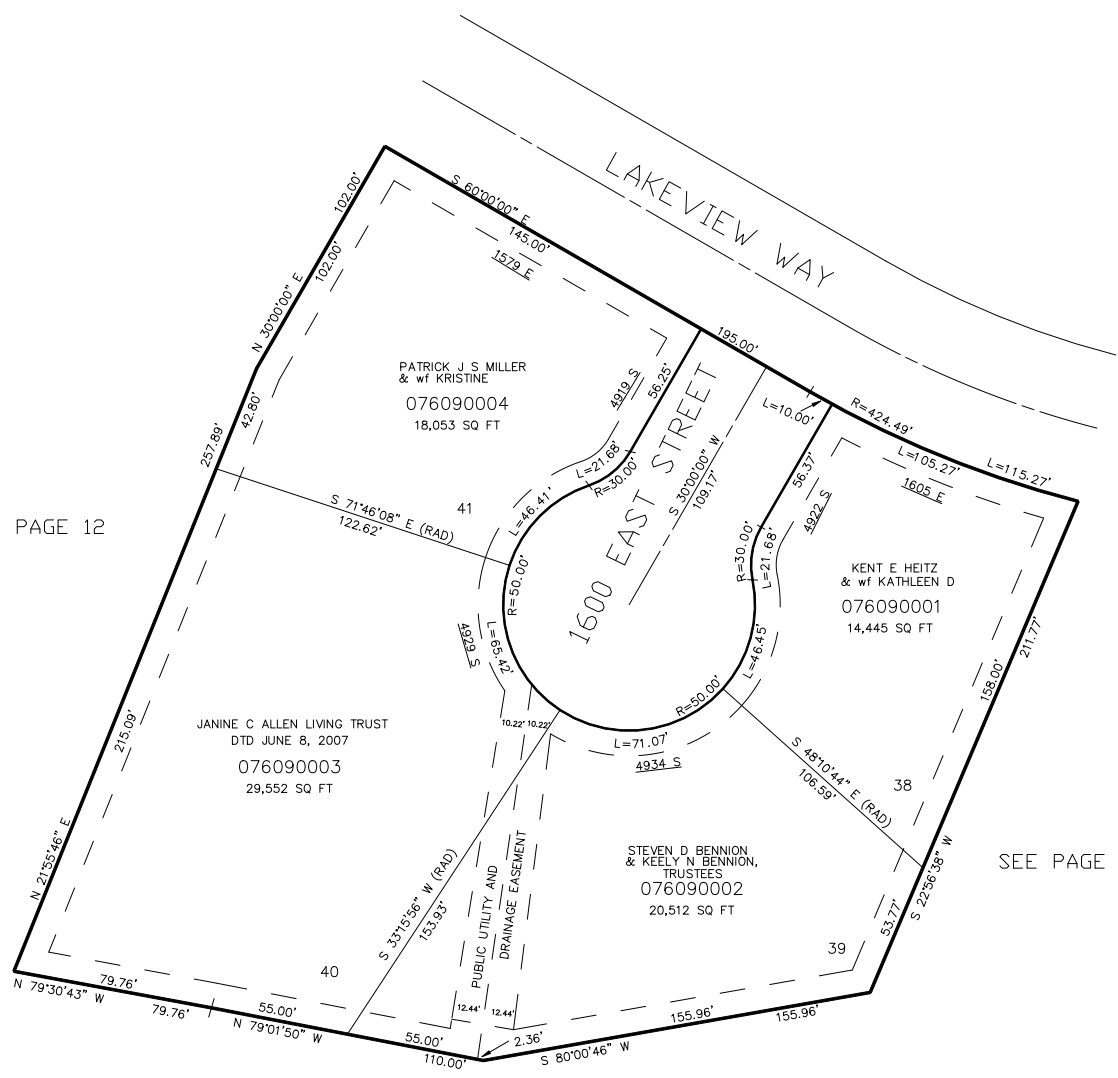 LAKEVIEW WAY
S 60°00'00" E
145.00'
1579 E
102.00'
102.00'
N 30°00'00" E
42.80'
257.89'
195.00'
56.25'
4919 S
L=21.68'
R=30.00'
L=46.41'
PATRICK J S MILLER
& wf KRISTINE
076090004
18,053 SQ FT
41
S 71°46'08" E (RAD)
122.62'
PAGE 12
1600 EAST STREET
S 30°00'00" W
109.17'
L=10.00'
R=424.49'
L=105.27'
L=115.27'
1605 E
56.37'
4922 S
R=30.00'
L=21.68'
KENT E HEITZ
& wf KATHLEEN D
076090001
14,445 SQ FT
211.77'
158.00'
R=50.00'
L=65.42'
4929 S
L=46.45'
R=50.00'
L=71.07'
4934 S
10.22'
10.22'
S 48°10'44" E (RAD)
106.59'
38
SEE PAGE
S 22°56'38" W
53.77'
JANINE C ALLEN LIVING TRUST
DTD JUNE 8, 2007
076090003
29,552 SQ FT
215.09'
N 21°55'46" E
STEVEN D BENNION
& KEELY N BENNION,
TRUSTEES
076090002
20,512 SQ FT
39
S 33°15'56" W (RAD)
153.93'
PUBLIC UTILITY AND
DRAINAGE EASEMENT
40
79.76'
N 79°30'43" W
79.76'
55.00'
N 79°01'50" W
55.00'
110.00'
12.44'
12.44'
2.36'
S 80°00'46" W
155.96'
155.96'